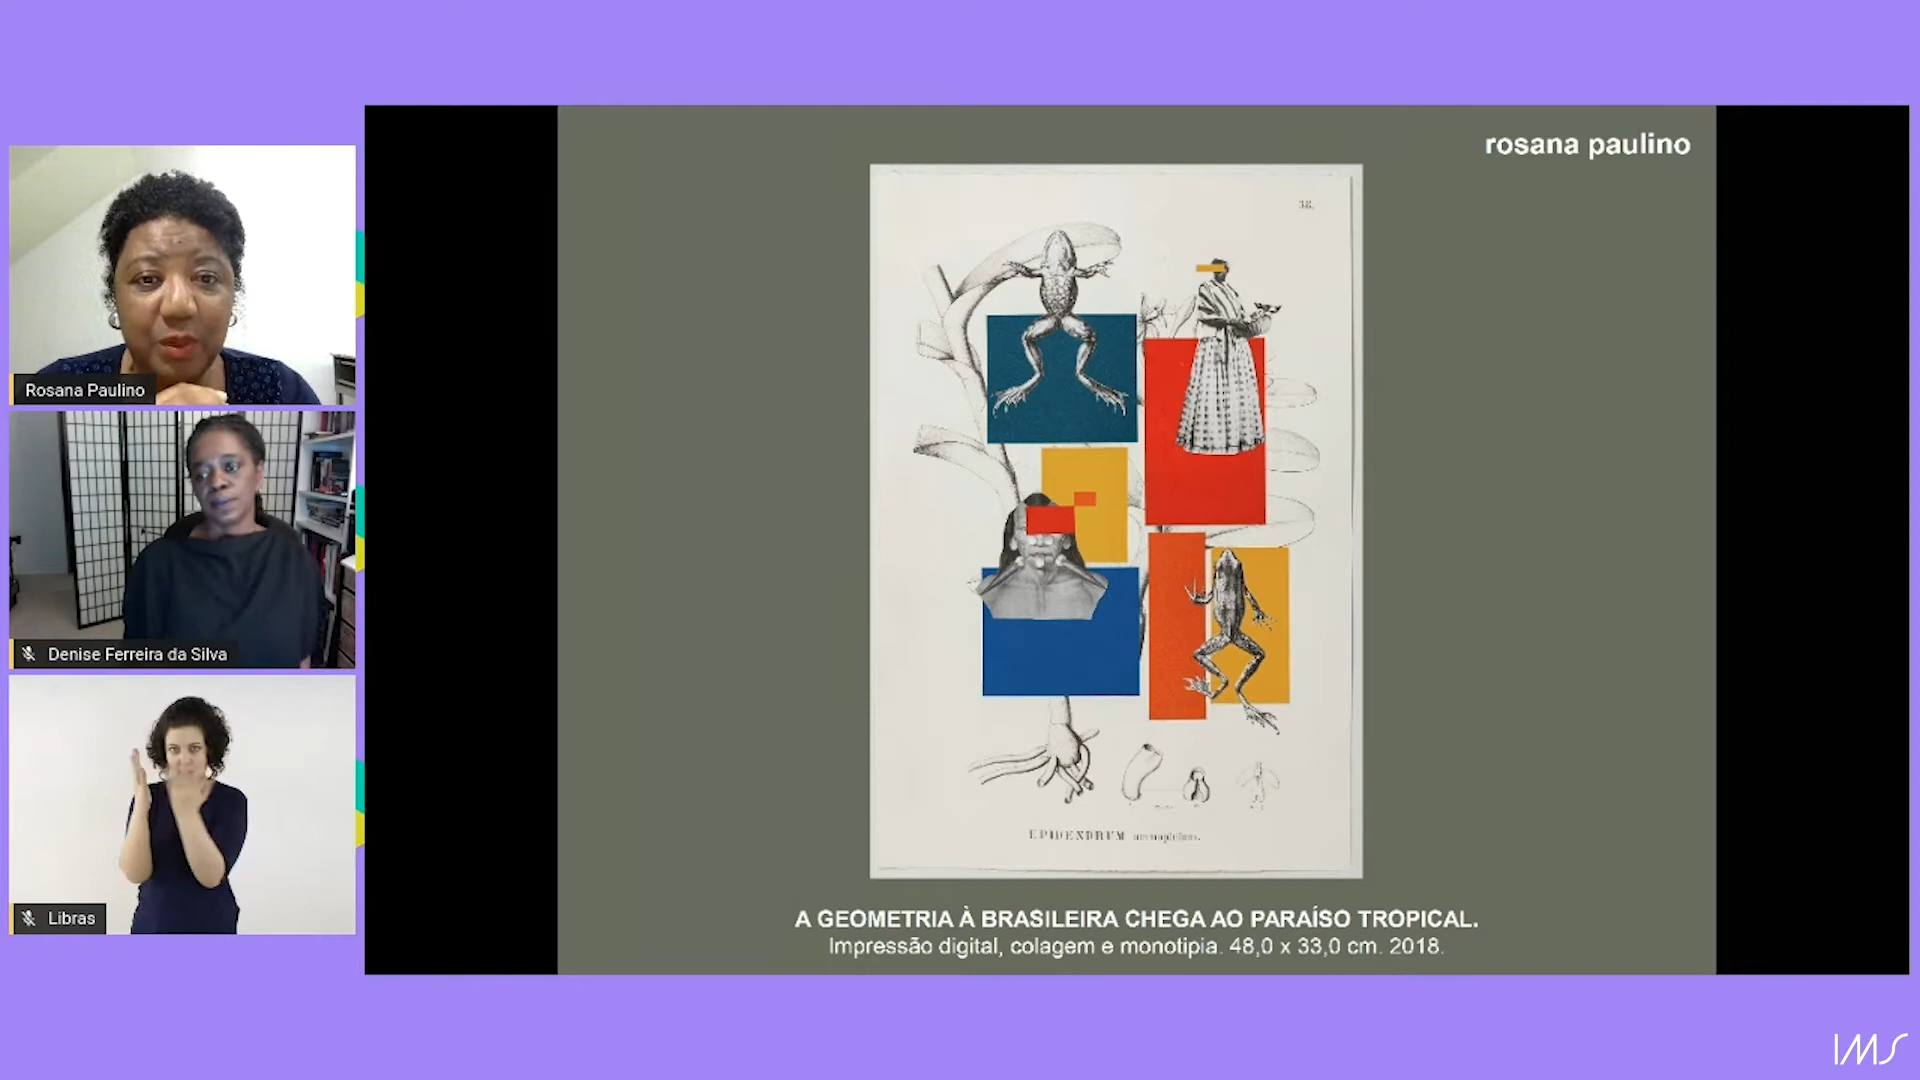 rosana paulino
38.
Rosana Paulino
Denise Ferreira da Silva
Libras
EPIDENDRUM
A GEOMETRIA À BRASILEIRA CHEGA AO PARAÍSO TROPICAL.
Impressão digital, colagem e monotipia. 48,0 x 33,0 cm. 2018.
IMS